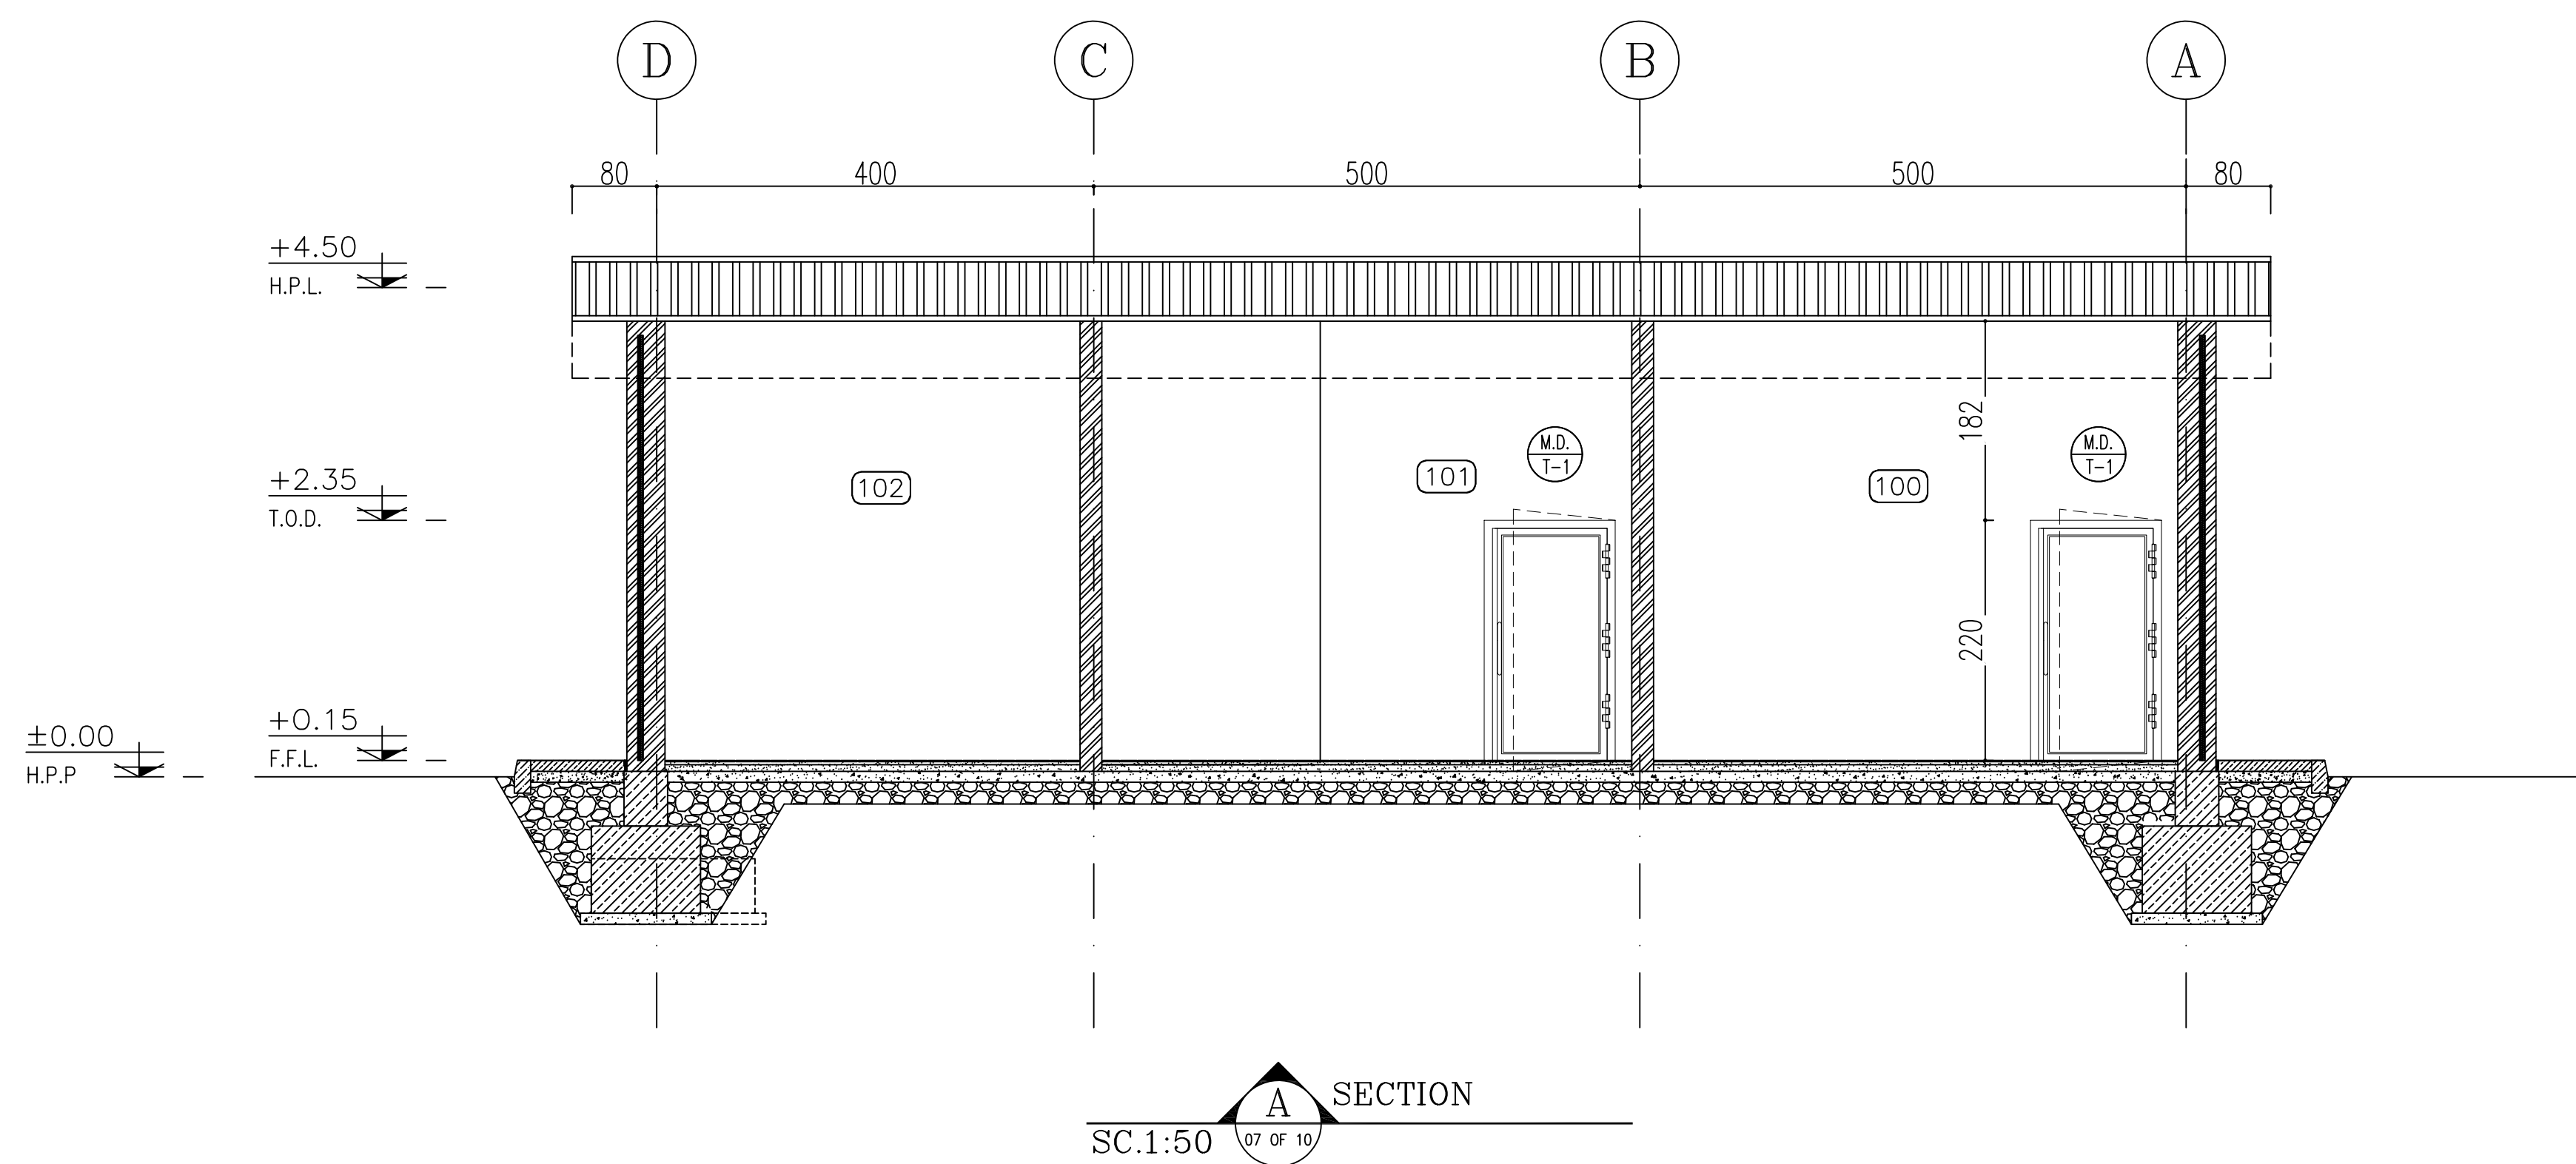 D
C
B
A
80
400
500
500
80
+4.50
H.P.L.
182
M.D.
T-1
M.D.
T-1
102
101
100
+2.35
T.O.D.
220
+0.15
F.F.L.
±0.00
H.P.P
A
SECTION
SC.1:50
07 OF 10